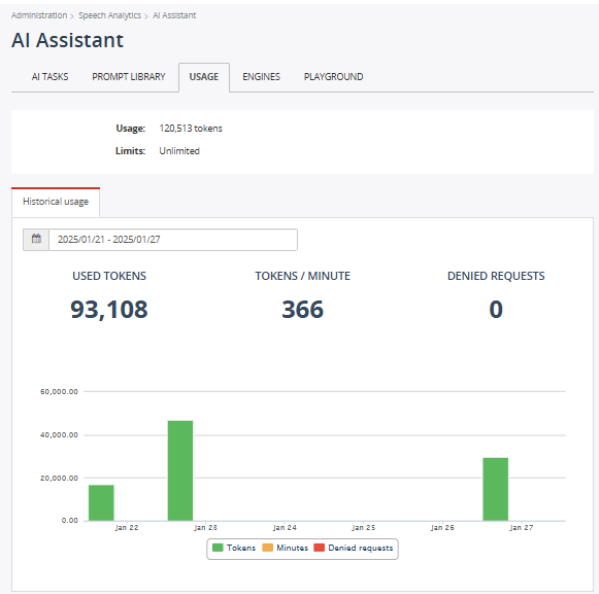 Administration > Speech Analytics > AI Assistant
AI Assistant
AI TASKS PROMPT LIBRARY USAGE ENGINES PLAYGROUND
Usage: 120,513 tokens
Limits: Unlimited
Historical usage
2025/01/21 - 2025/01/27
USED TOKENS TOKENS / MINUTE DENIED REQUESTS
93,108 366 0
60,000.00
40,000.00
20,000.00
0.00
Jan 22 Jan 23 Jan 24 Jan 25 Jan 26 Jan 27
Tokens Minutes Denied requests